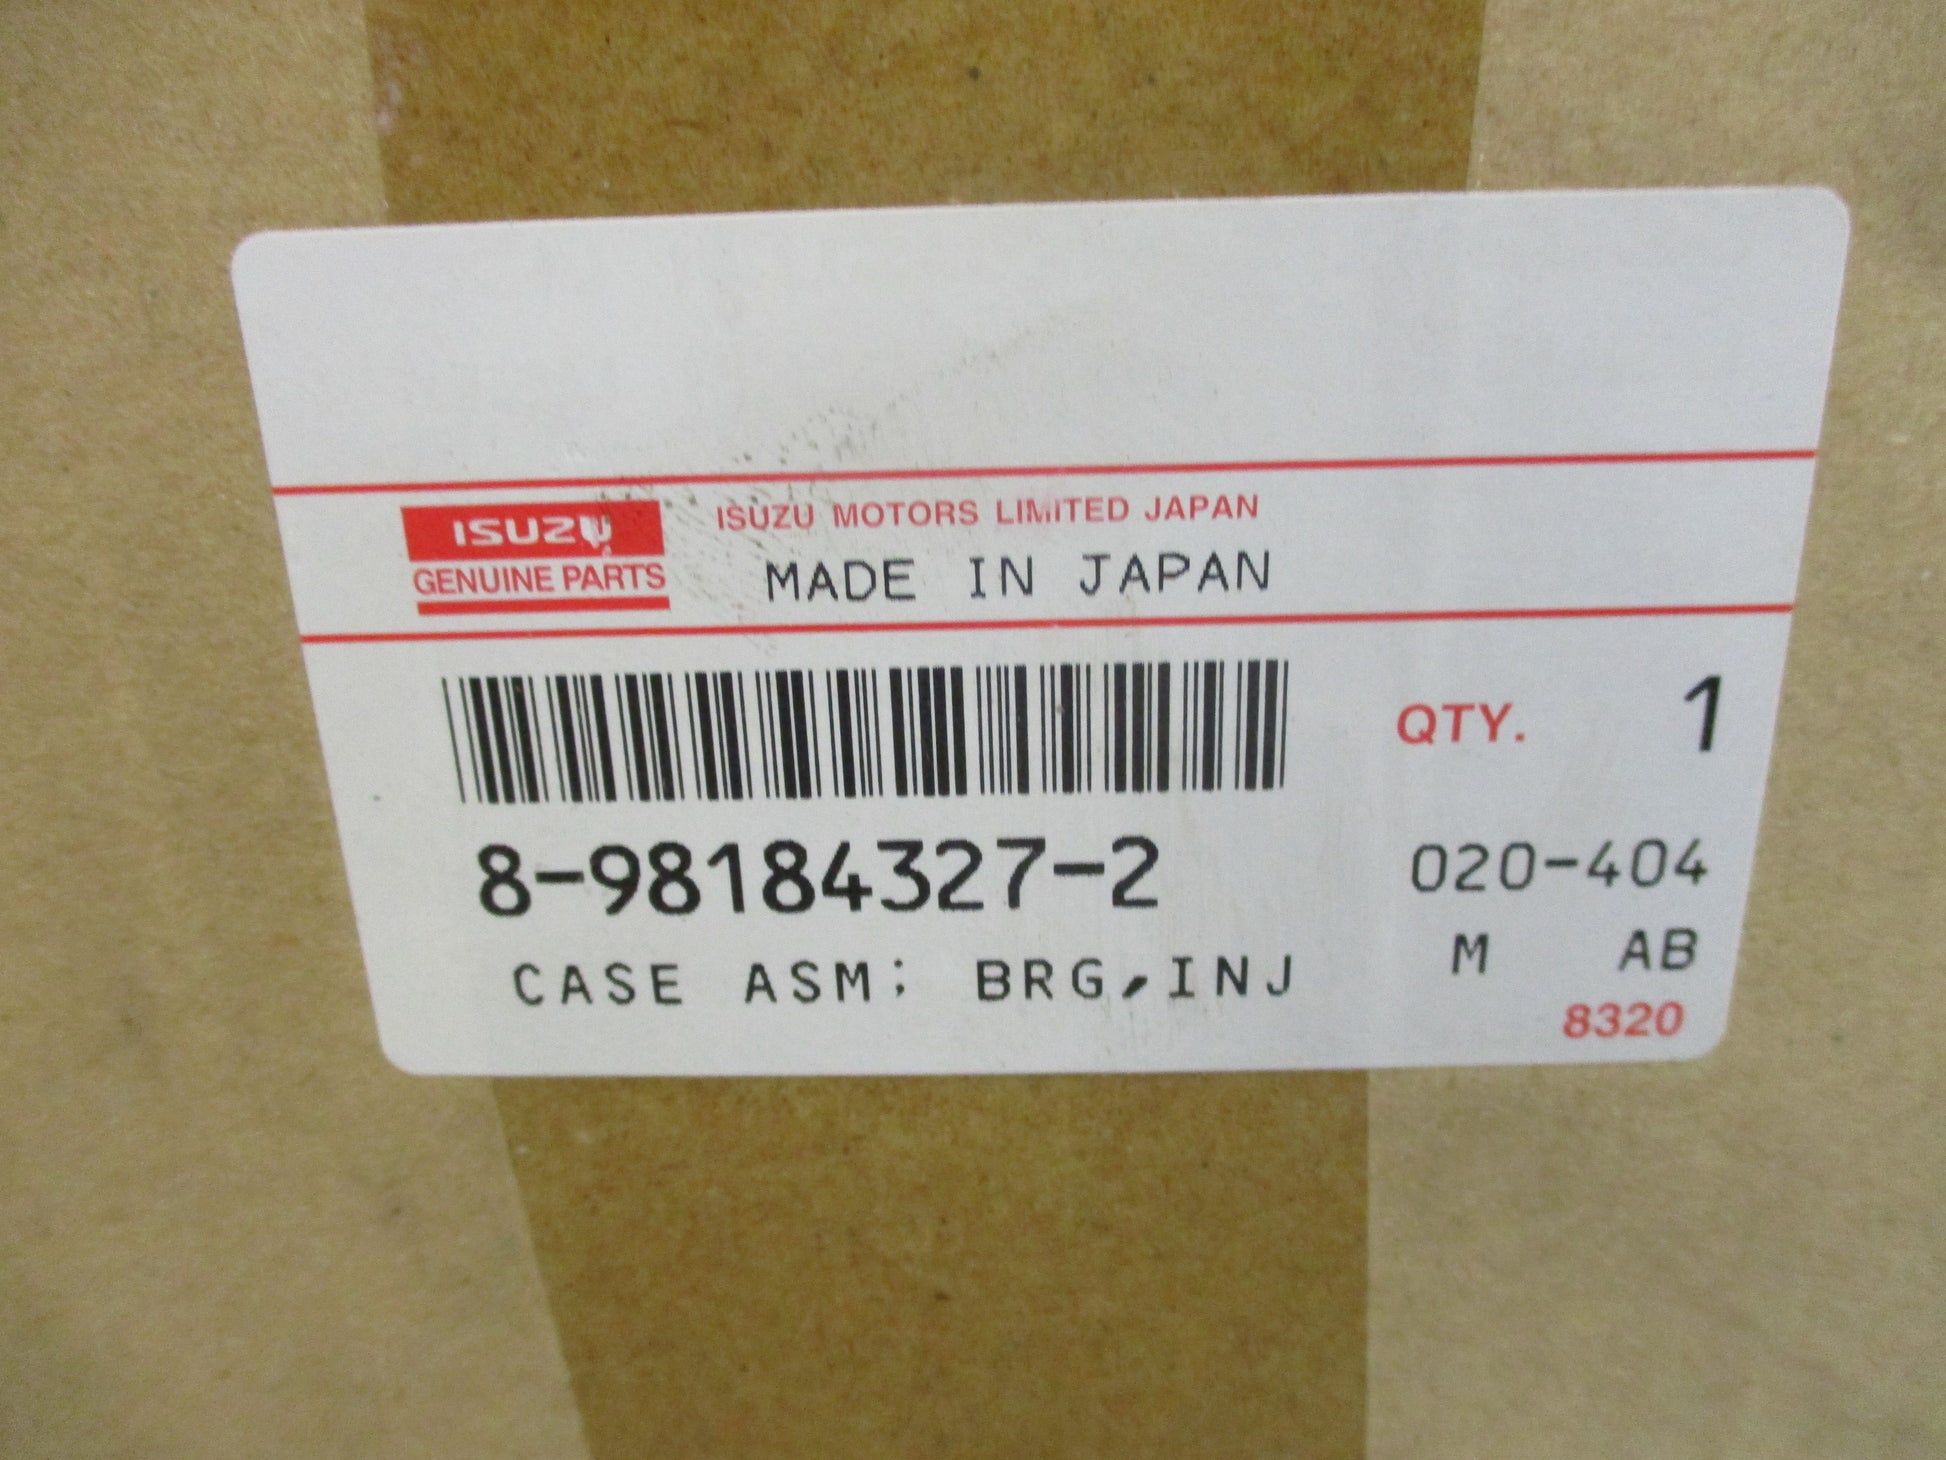 ISUZU
GENUINE PARTS
ISUZU MOTORS LIMITED JAPAN
MADE IN JAPAN
QTY. 1
8-98184327-2
020-404
CASE ASM; BRG,INJ
M AB
8320